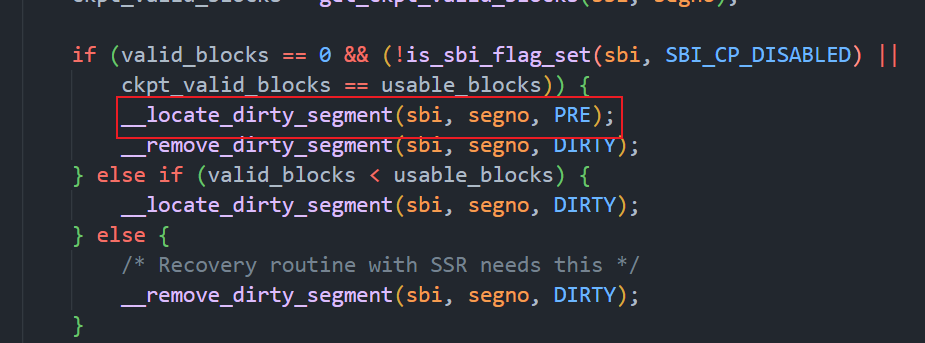 ckpt_valid_blocks = get_ckpt_valid_blocks(sbi, segno);
if (valid_blocks == 0 && (!is_sbi_flag_set(sbi, SBI_CP_DISABLED) ||
ckpt_valid_blocks == usable_blocks)) {
__locate_dirty_segment(sbi, segno, PRE);
__remove_dirty_segment(sbi, segno, DIRTY);
} else if (valid_blocks < usable_blocks) {
__locate_dirty_segment(sbi, segno, DIRTY);
} else {
/* Recovery routine with SSR needs this */
__remove_dirty_segment(sbi, segno, DIRTY);
}